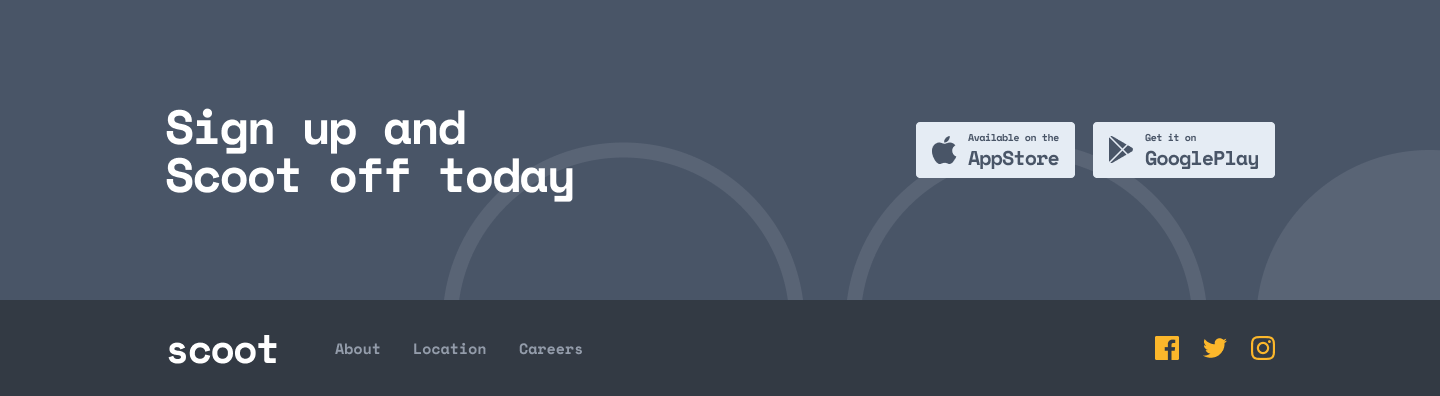 Sign up and
Scoot off today
Available on the
AppStore
Get it on
GooglePlay
scoot
About
Location
Careers